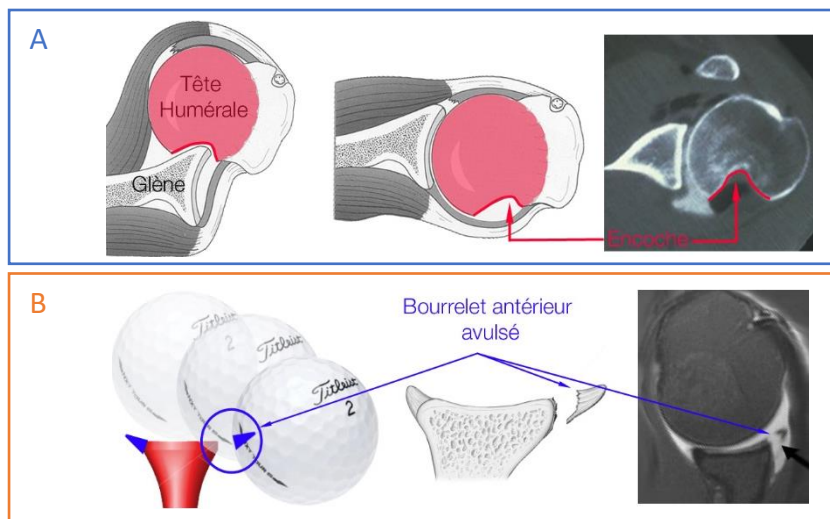 A
Tête
Humérale
Glène
Encoche
B
Bourrelet antérieur
avulsé
Titleist
2
Titleist
2
Titleist
2